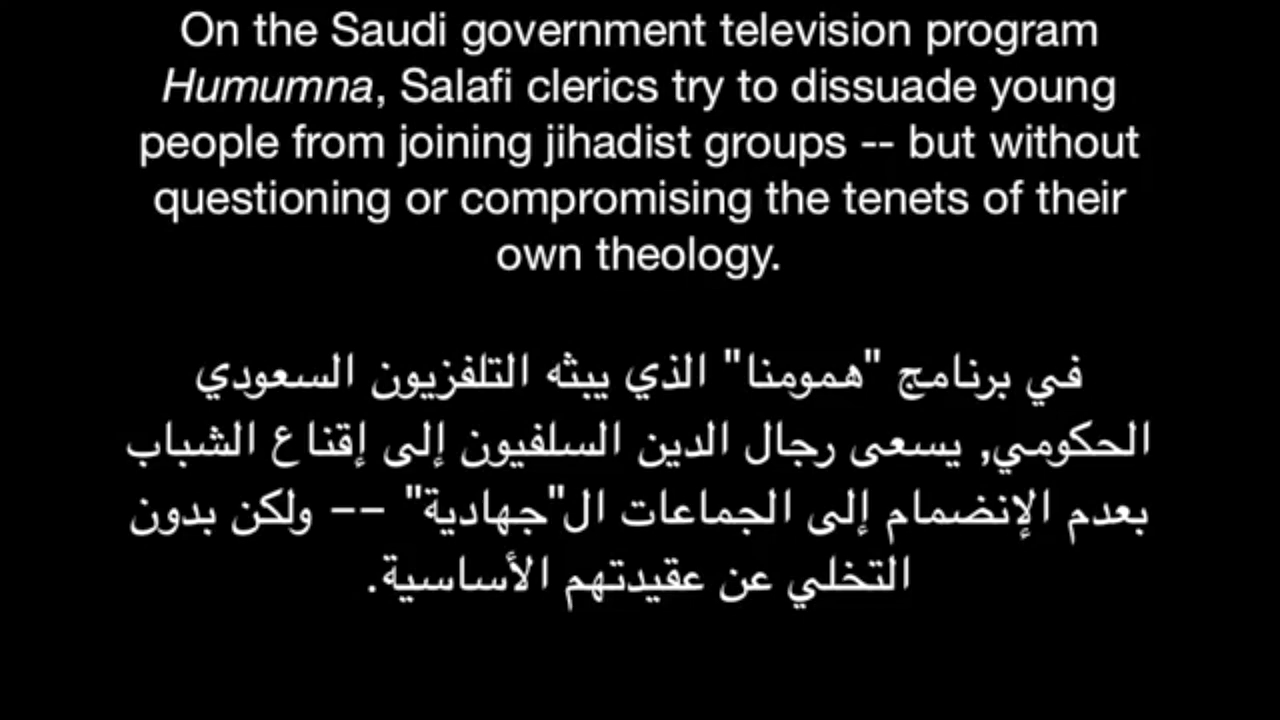 On the Saudi government television program
Humumna, Salafi clerics try to dissuade young
people from joining jihadist groups -- but without
questioning or compromising the tenets of their
own theology.
في برنامج "همومنا" الذي يبثه التلفزيون السعودي
الحكومي, يسعى رجال الدين السلفيون إلى إقناع الشباب
بعدم الإنضمام إلى الجماعات ال"جهادية" -- ولكن بدون
التخلي عن عقيدتهم الأساسية.